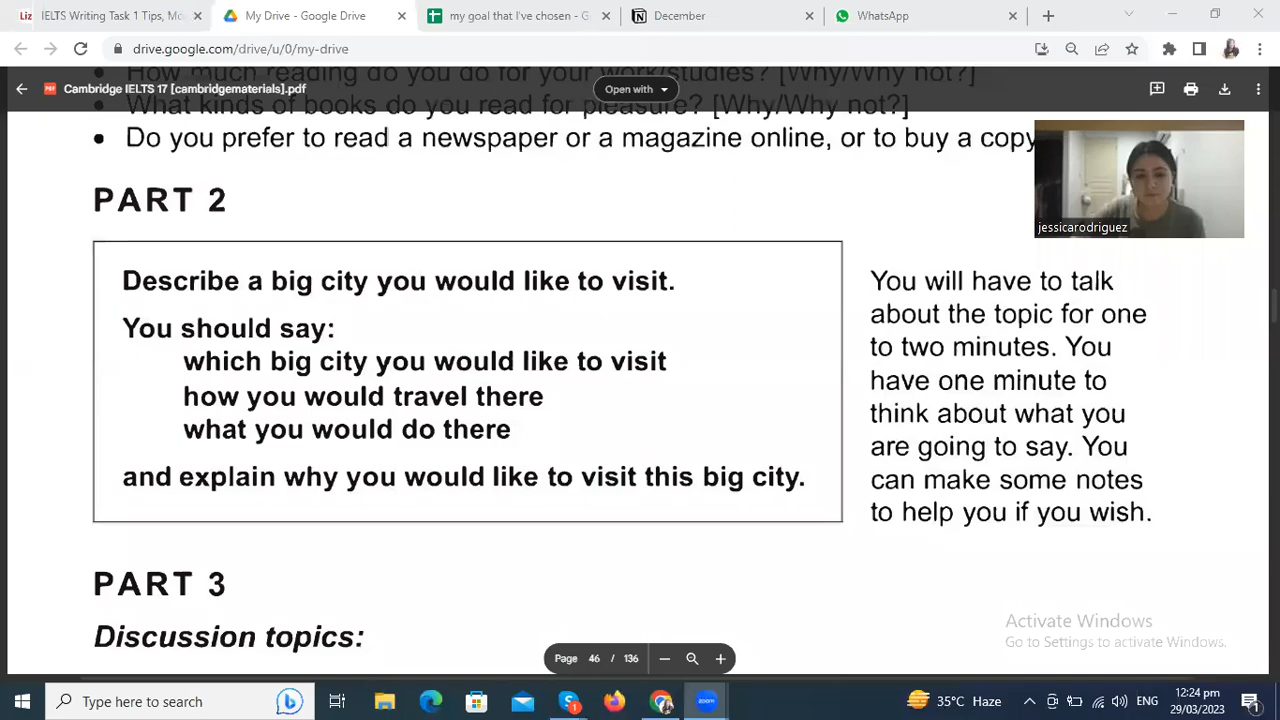 IELTS Writing Task 1 Tips, Mod
My Drive - Google Drive
my goal that I've chosen - Goog
December
WhatsApp
drive.google.com/drive/u/0/my-drive
How much reading do you do for your work/studies? [Why/Why not?]
Cambridge IELTS 17 [cambridgematerials].pdf
Open with
• What kinds of books do you read for pleasure? [Why/Why not?]
• Do you prefer to read a newspaper or a magazine online, or to buy a copy
jessicarodriguez
PART 2
Describe a big city you would like to visit.
You should say:
which big city you would like to visit
how you would travel there
what you would do there
and explain why you would like to visit this big city.
You will have to talk
about the topic for one
to two minutes. You
have one minute to
think about what you
are going to say. You
can make some notes
to help you if you wish.
PART 3
Discussion topics:
Activate Windows
Go to Settings to activate Windows.
Page 46 / 136
Type here to search
35°C Haze
ENG
12:24 pm
29/03/2023